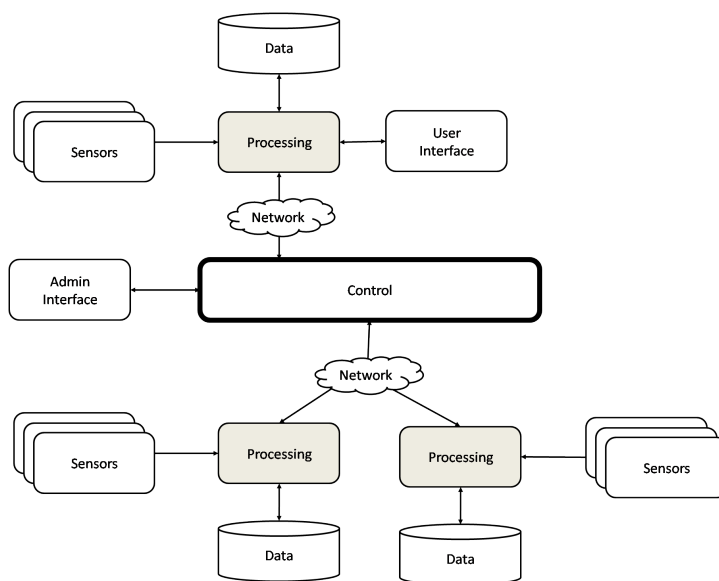 Data
Sensors
Processing
User
Interface
Network
Admin
Interface
Control
Network
Sensors
Processing
Processing
Sensors
Data
Data